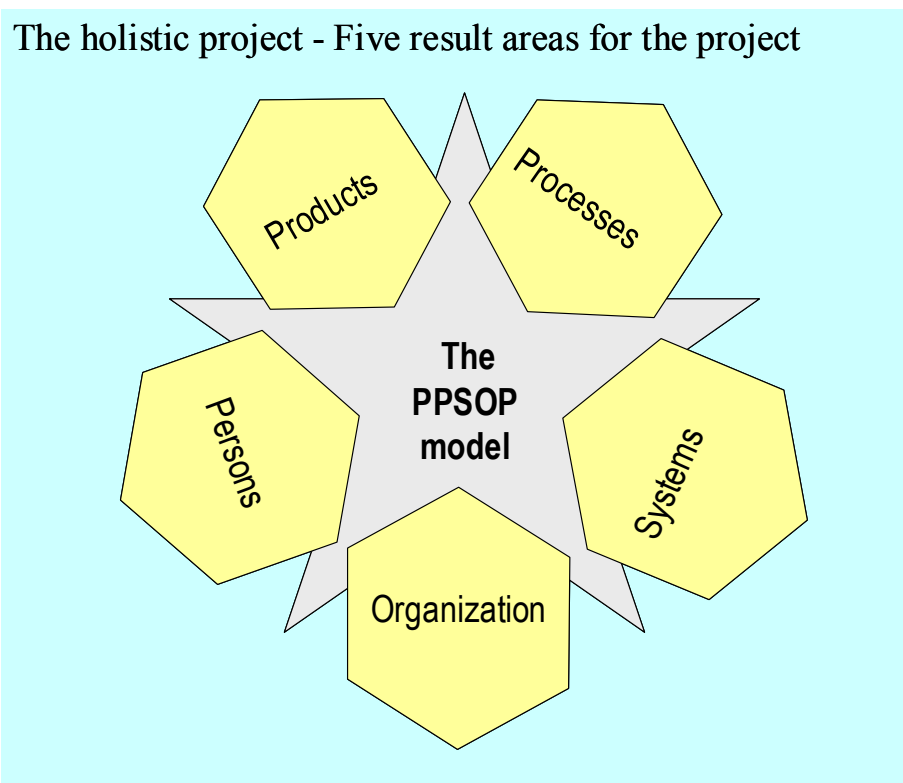 The holistic project - Five result areas for the project
Products
Processes
The
PPSOP
model
Persons
Systems
Organization